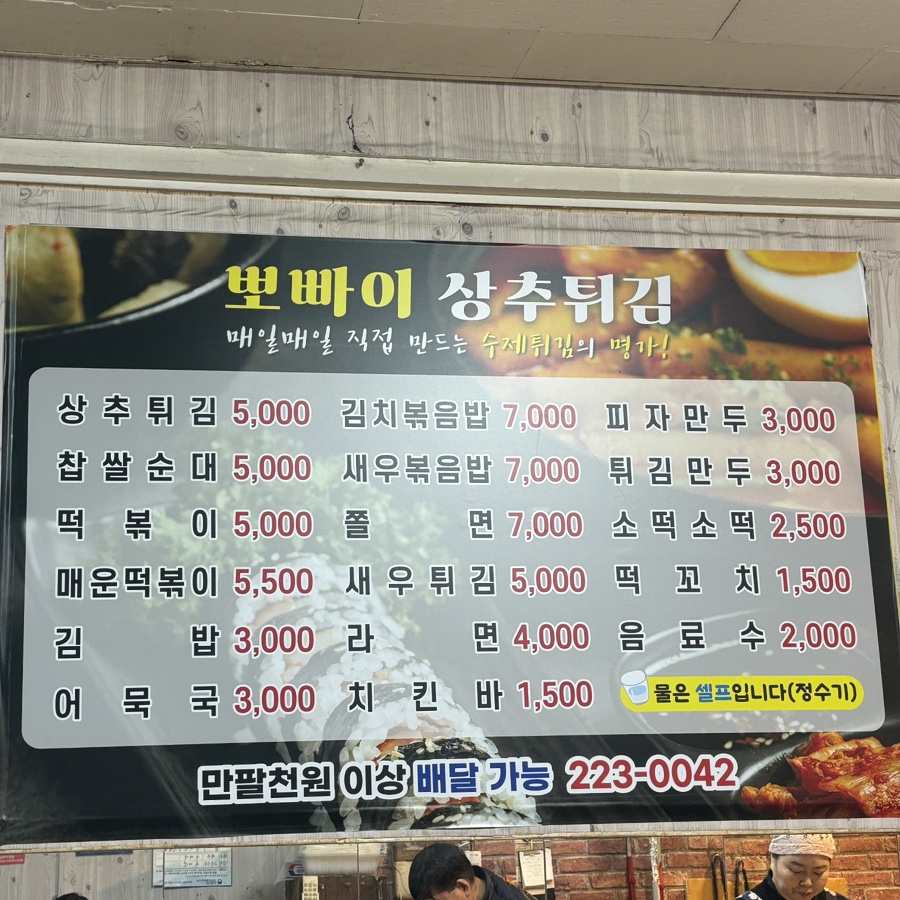 뽀빠이 상추튀김
매일매일 직접 만드는 수제튀김의 명가!
상추튀김 5,000 김치볶음밥 7,000 피자만두 3,000
찹쌀순대 5,000 새우볶음밥 7,000 튀김만두 3,000
떡볶이 5,000 쫄면 7,000 소떡소떡 2,500
매운떡볶이 5,500 새우튀김 5,000 떡꼬치 1,500
김밥 3,000 라면 4,000 음료수 2,000
어묵국 3,000 치킨바 1,500 물은 셀프입니다(정수기)
만팔천원 이상 배달 가능 223-0042